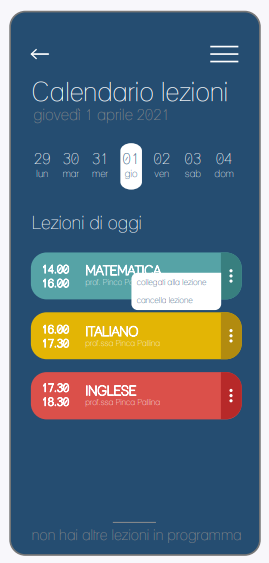 Calendario lezioni
giovedì 1 aprile 2021
29 30 31 01 02 03 04
lun mar mer gio ven sab dom
Lezioni di oggi
14.00 MATEMATICA
prof. Pinco
16.00
collegati alla lezione
cancella lezione
16.00 ITALIANO
17.30 prof.ssa Pinca Pallina
17.30 INGLESE
18.30 prof.ssa Pinca Pallina
non hai altre lezioni in programma